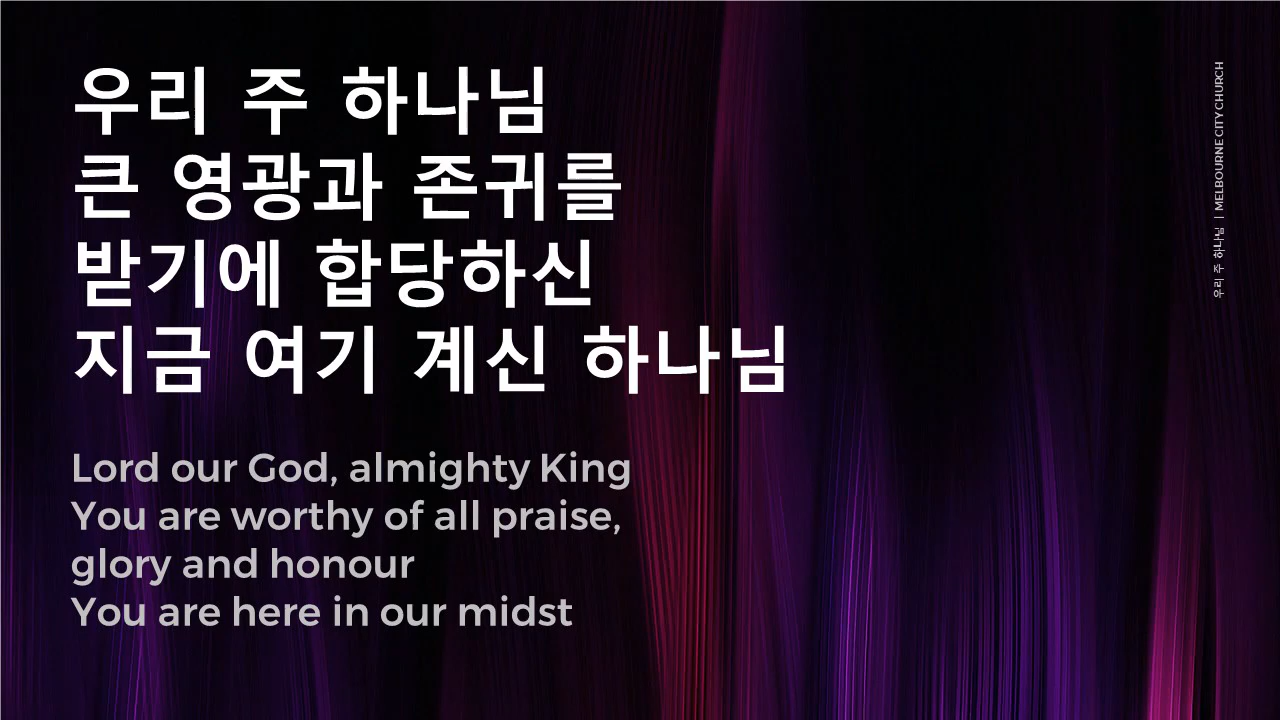 우리 주 하나님
큰 영광과 존귀를
받기에 합당하신
지금 여기 계신 하나님
Lord our God, almighty King
You are worthy of all praise,
glory and honour
You are here in our midst
우리 주 하나님 | MELBOURNE CITY CHURCH